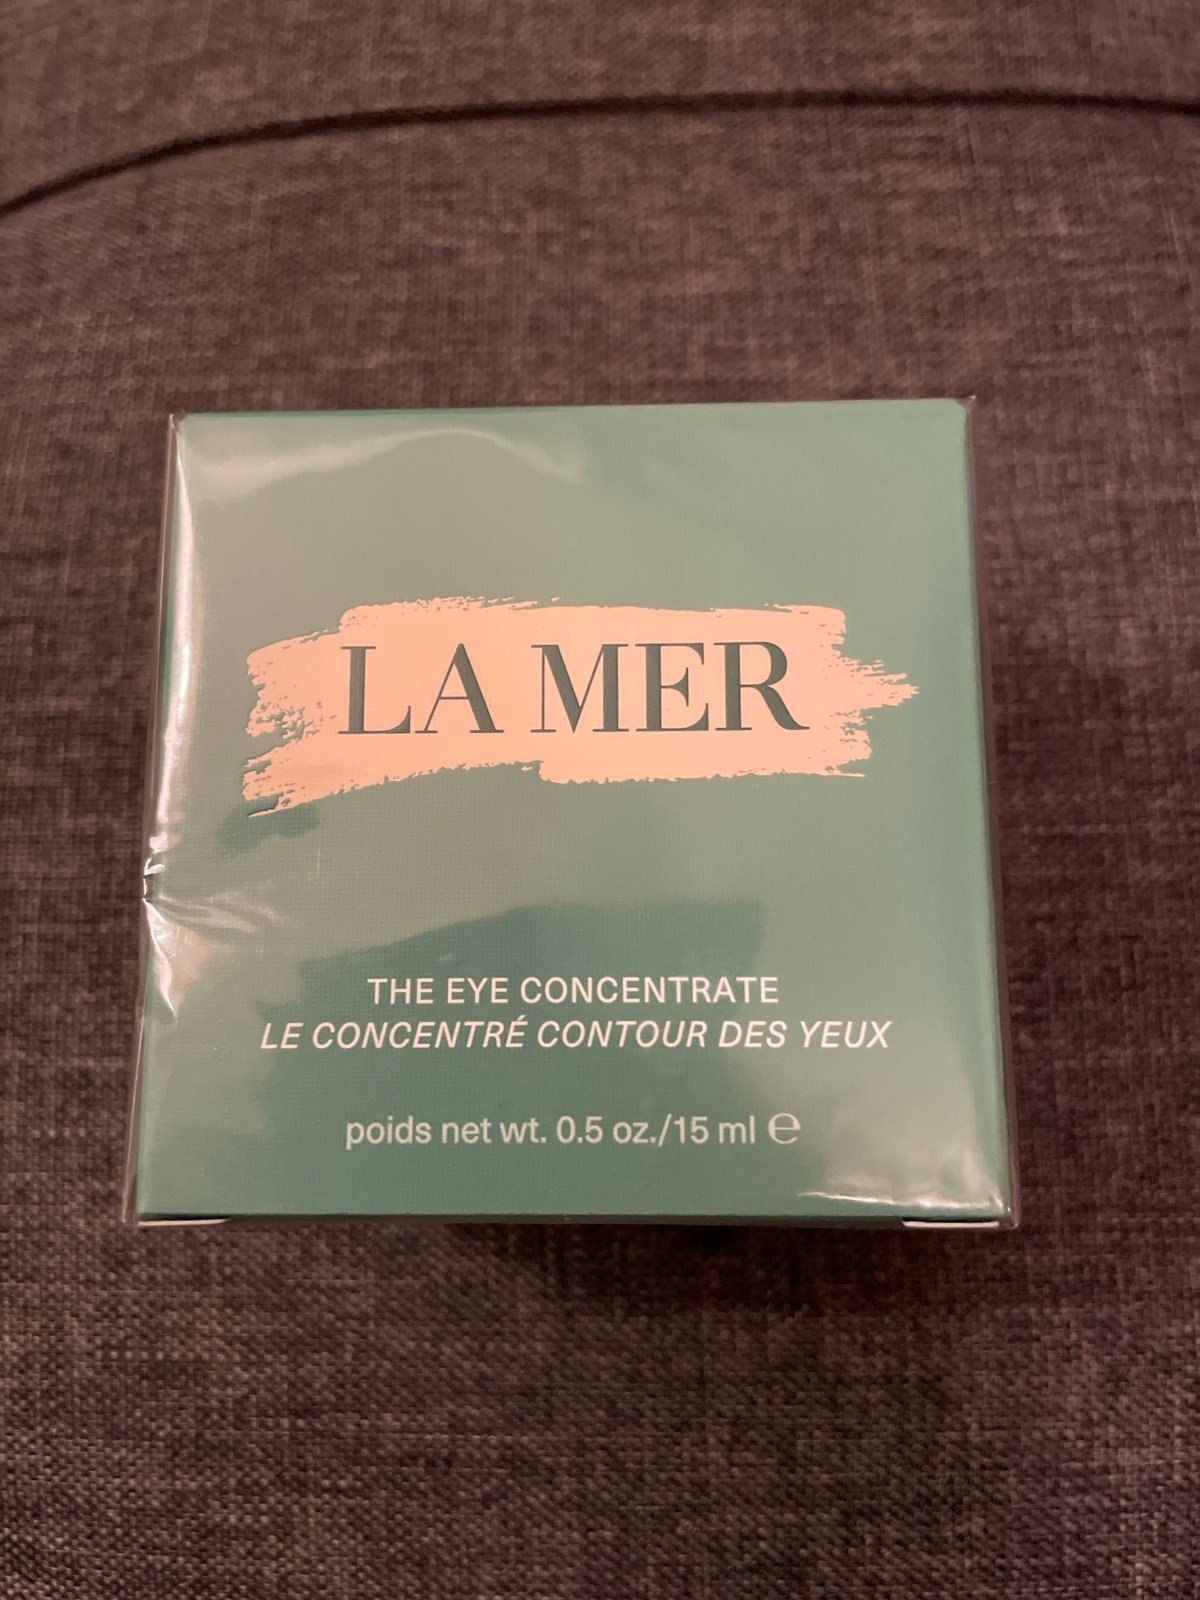 LA MER
THE EYE CONCENTRATE
LE CONCENTRÉ CONTOUR DES YEUX
poids net wt. 0.5 oz./15 ml ℮